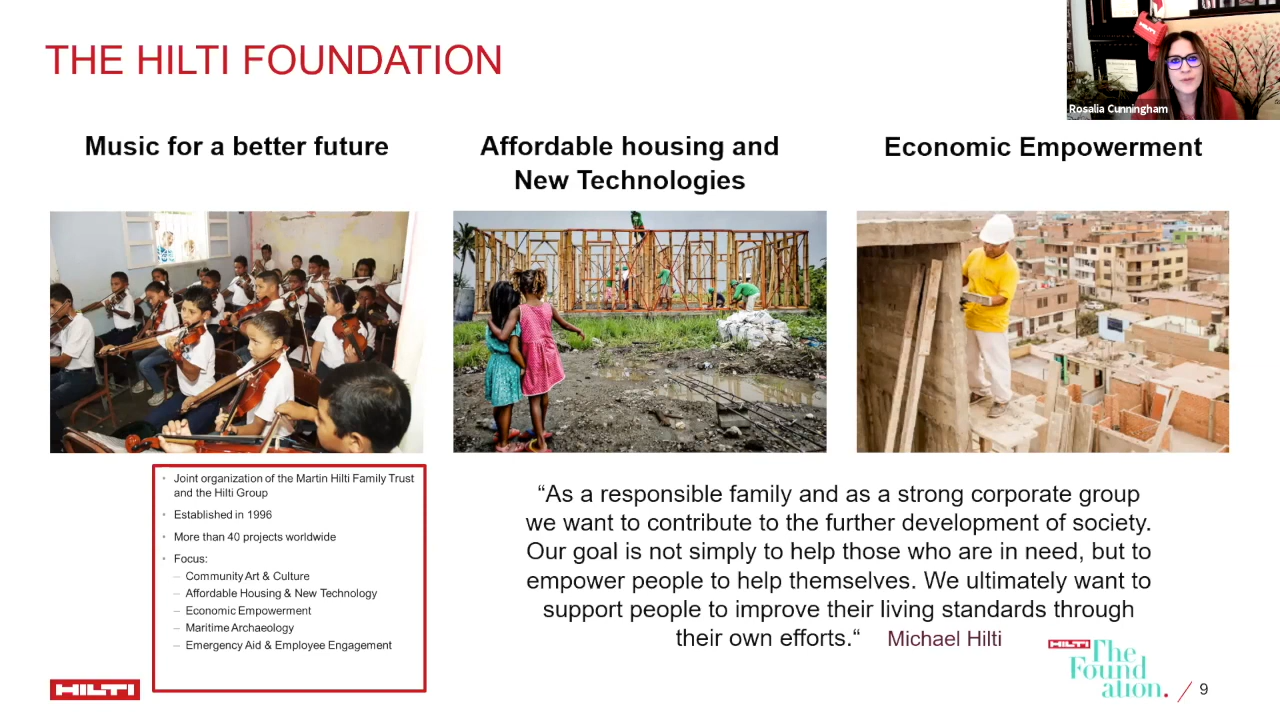 THE HILTI FOUNDATION
HILTI
Rosalia Cunningham
Music for a better future
Affordable housing and
New Technologies
Economic Empowerment
Joint organization of the Martin Hilti Family Trust
and the Hilti Group
Established in 1996
More than 40 projects worldwide
Focus:
– Community Art & Culture
– Affordable Housing & New Technology
– Economic Empowerment
– Maritime Archaeology
– Emergency Aid & Employee Engagement
“As a responsible family and as a strong corporate group
we want to contribute to the further development of society.
Our goal is not simply to help those who are in need, but to
empower people to help themselves. We ultimately want to
support people to improve their living standards through
their own efforts.“ Michael Hilti
HILTI
HILTI The
Found
ation.
/ 9